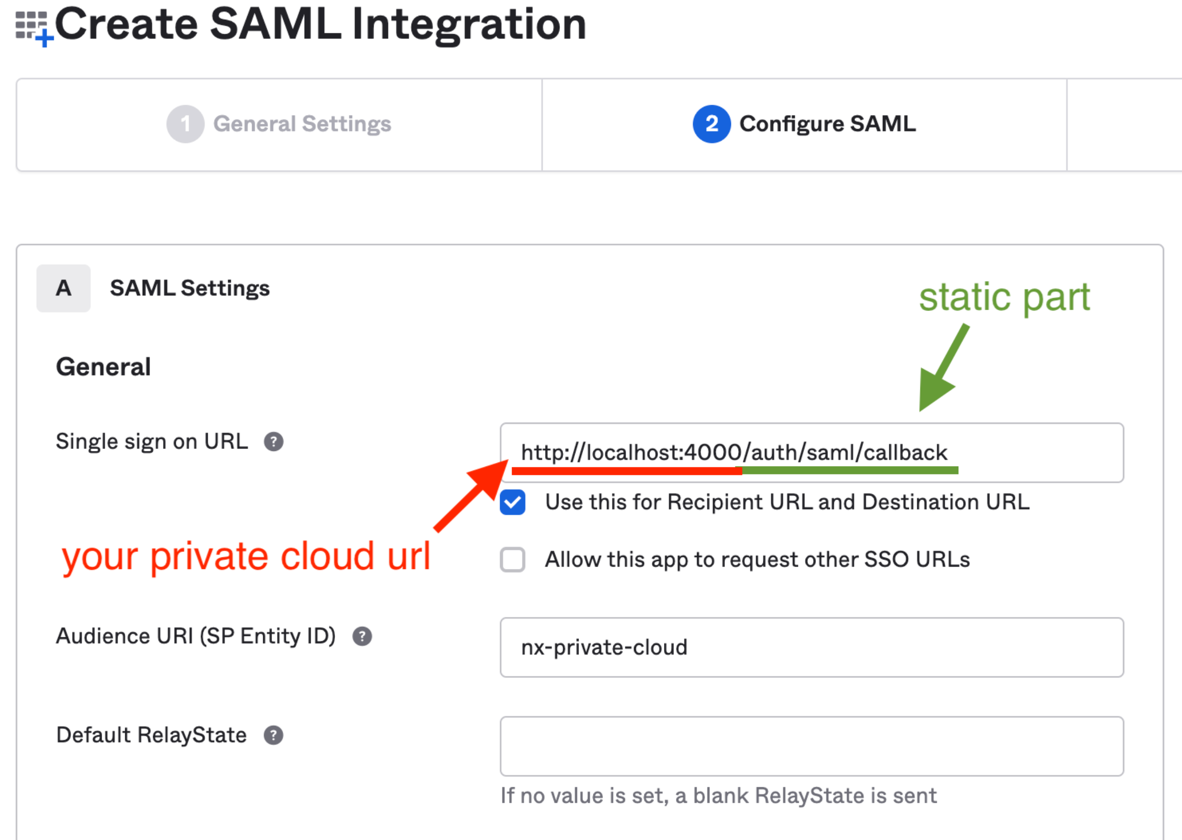 Create SAML Integration
1 General Settings
2 Configure SAML
A SAML Settings
static part
General
Single sign on URL ?
http://localhost:4000/auth/saml/callback
Use this for Recipient URL and Destination URL
your private cloud url
Allow this app to request other SSO URLs
Audience URI (SP Entity ID) ?
nx-private-cloud
Default RelayState ?
If no value is set, a blank RelayState is sent